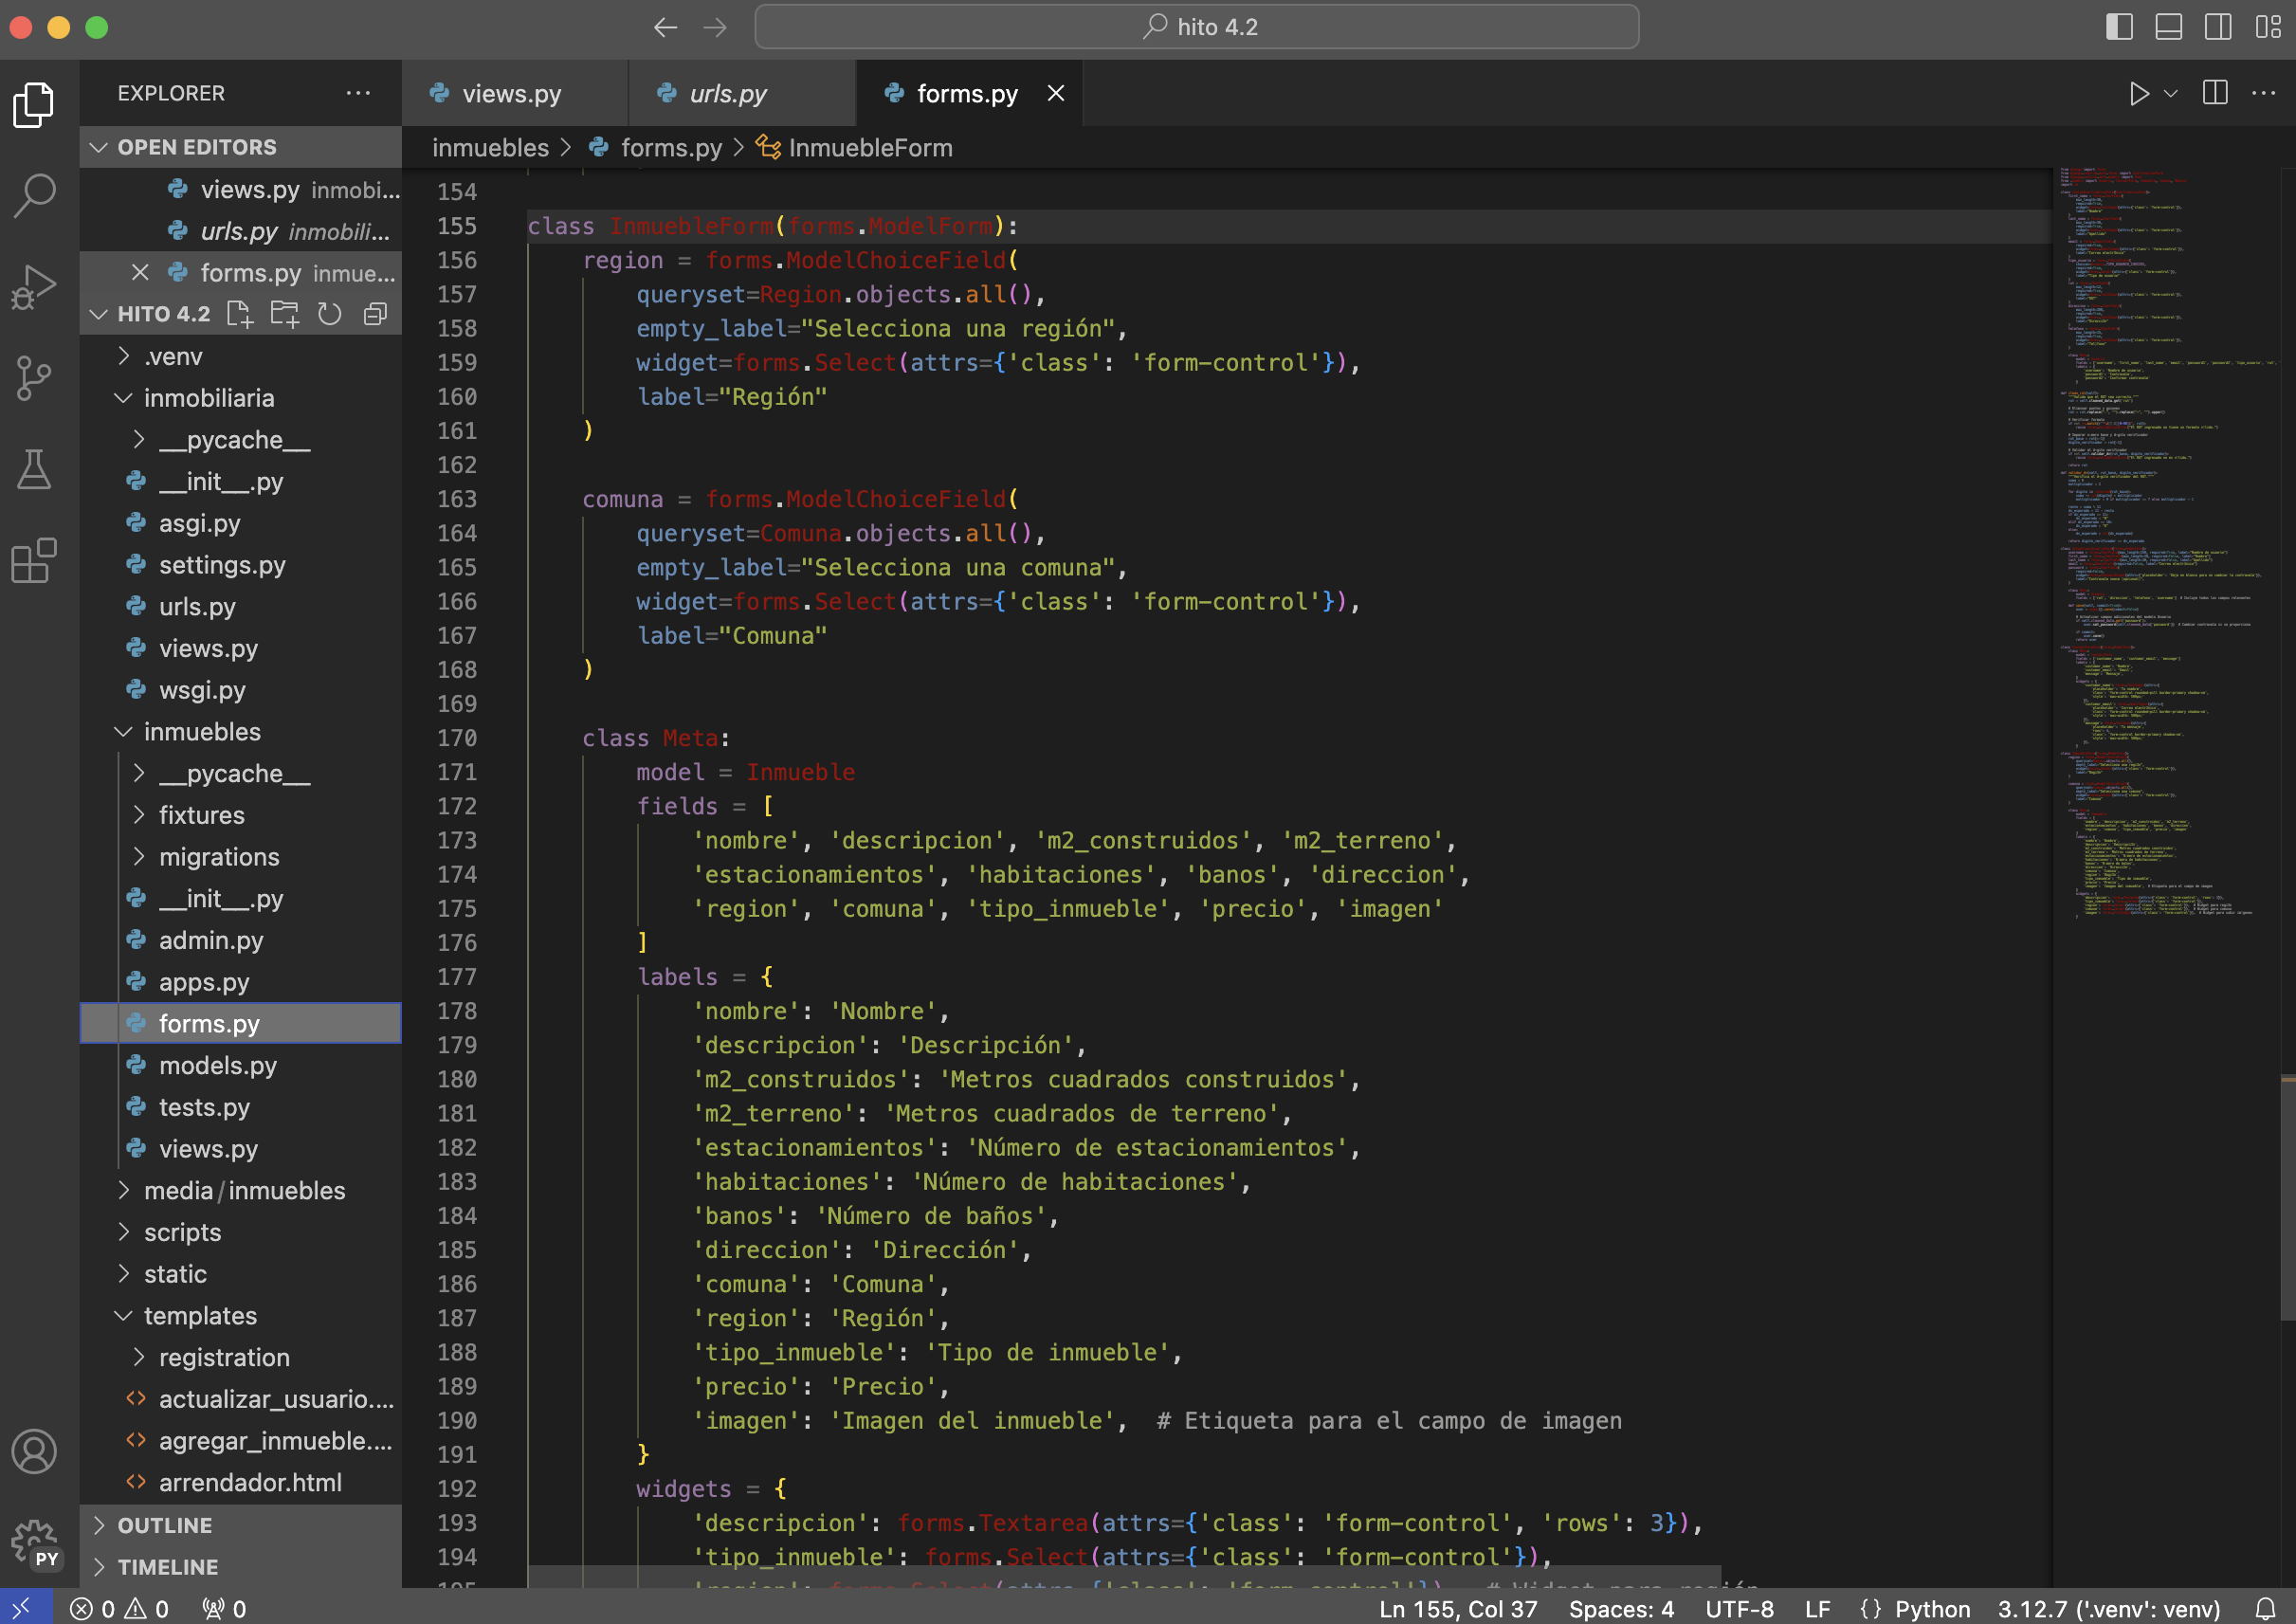 hito 4.2
EXPLORER
OPEN EDITORS
views.py inmobi...
urls.py inmobili...
forms.py inmue...
HITO 4.2
.venv
inmobiliaria
__pycache__
__init__.py
asgi.py
settings.py
urls.py
views.py
wsgi.py
inmuebles
__pycache__
fixtures
migrations
__init__.py
admin.py
apps.py
forms.py
models.py
tests.py
views.py
media/inmuebles
scripts
static
templates
registration
actualizar_usuario....
agregar_inmueble....
arrendador.html
OUTLINE
TIMELINE
PY
views.py urls.py forms.py
inmuebles > forms.py > InmuebleForm
154
155 class InmuebleForm(forms.ModelForm):
156 region = forms.ModelChoiceField(
157 queryset=Region.objects.all(),
158 empty_label="Selecciona una región",
159 widget=forms.Select(attrs={'class': 'form-control'}),
160 label="Región"
161 )
162
163 comuna = forms.ModelChoiceField(
164 queryset=Comuna.objects.all(),
165 empty_label="Selecciona una comuna",
166 widget=forms.Select(attrs={'class': 'form-control'}),
167 label="Comuna"
168 )
169
170 class Meta:
171 model = Inmueble
172 fields = [
173 'nombre', 'descripcion', 'm2_construidos', 'm2_terreno',
174 'estacionamientos', 'habitaciones', 'banos', 'direccion',
175 'region', 'comuna', 'tipo_inmueble', 'precio', 'imagen'
176 ]
177 labels = {
178 'nombre': 'Nombre',
179 'descripcion': 'Descripción',
180 'm2_construidos': 'Metros cuadrados construidos',
181 'm2_terreno': 'Metros cuadrados de terreno',
182 'estacionamientos': 'Número de estacionamientos',
183 'habitaciones': 'Número de habitaciones',
184 'banos': 'Número de baños',
185 'direccion': 'Dirección',
186 'comuna': 'Comuna',
187 'region': 'Región',
188 'tipo_inmueble': 'Tipo de inmueble',
189 'precio': 'Precio',
190 'imagen': 'Imagen del inmueble', # Etiqueta para el campo de imagen
191 }
192 widgets = {
193 'descripcion': forms.Textarea(attrs={'class': 'form-control', 'rows': 3}),
194 'tipo_inmueble': forms.Select(attrs={'class': 'form-control'}),
195 'region': forms.Select(attrs={'class': 'form-control'}), # Widget para región
0 0 0
Ln 155, Col 37 Spaces: 4 UTF-8 LF {} Python 3.12.7 ('.venv': venv)